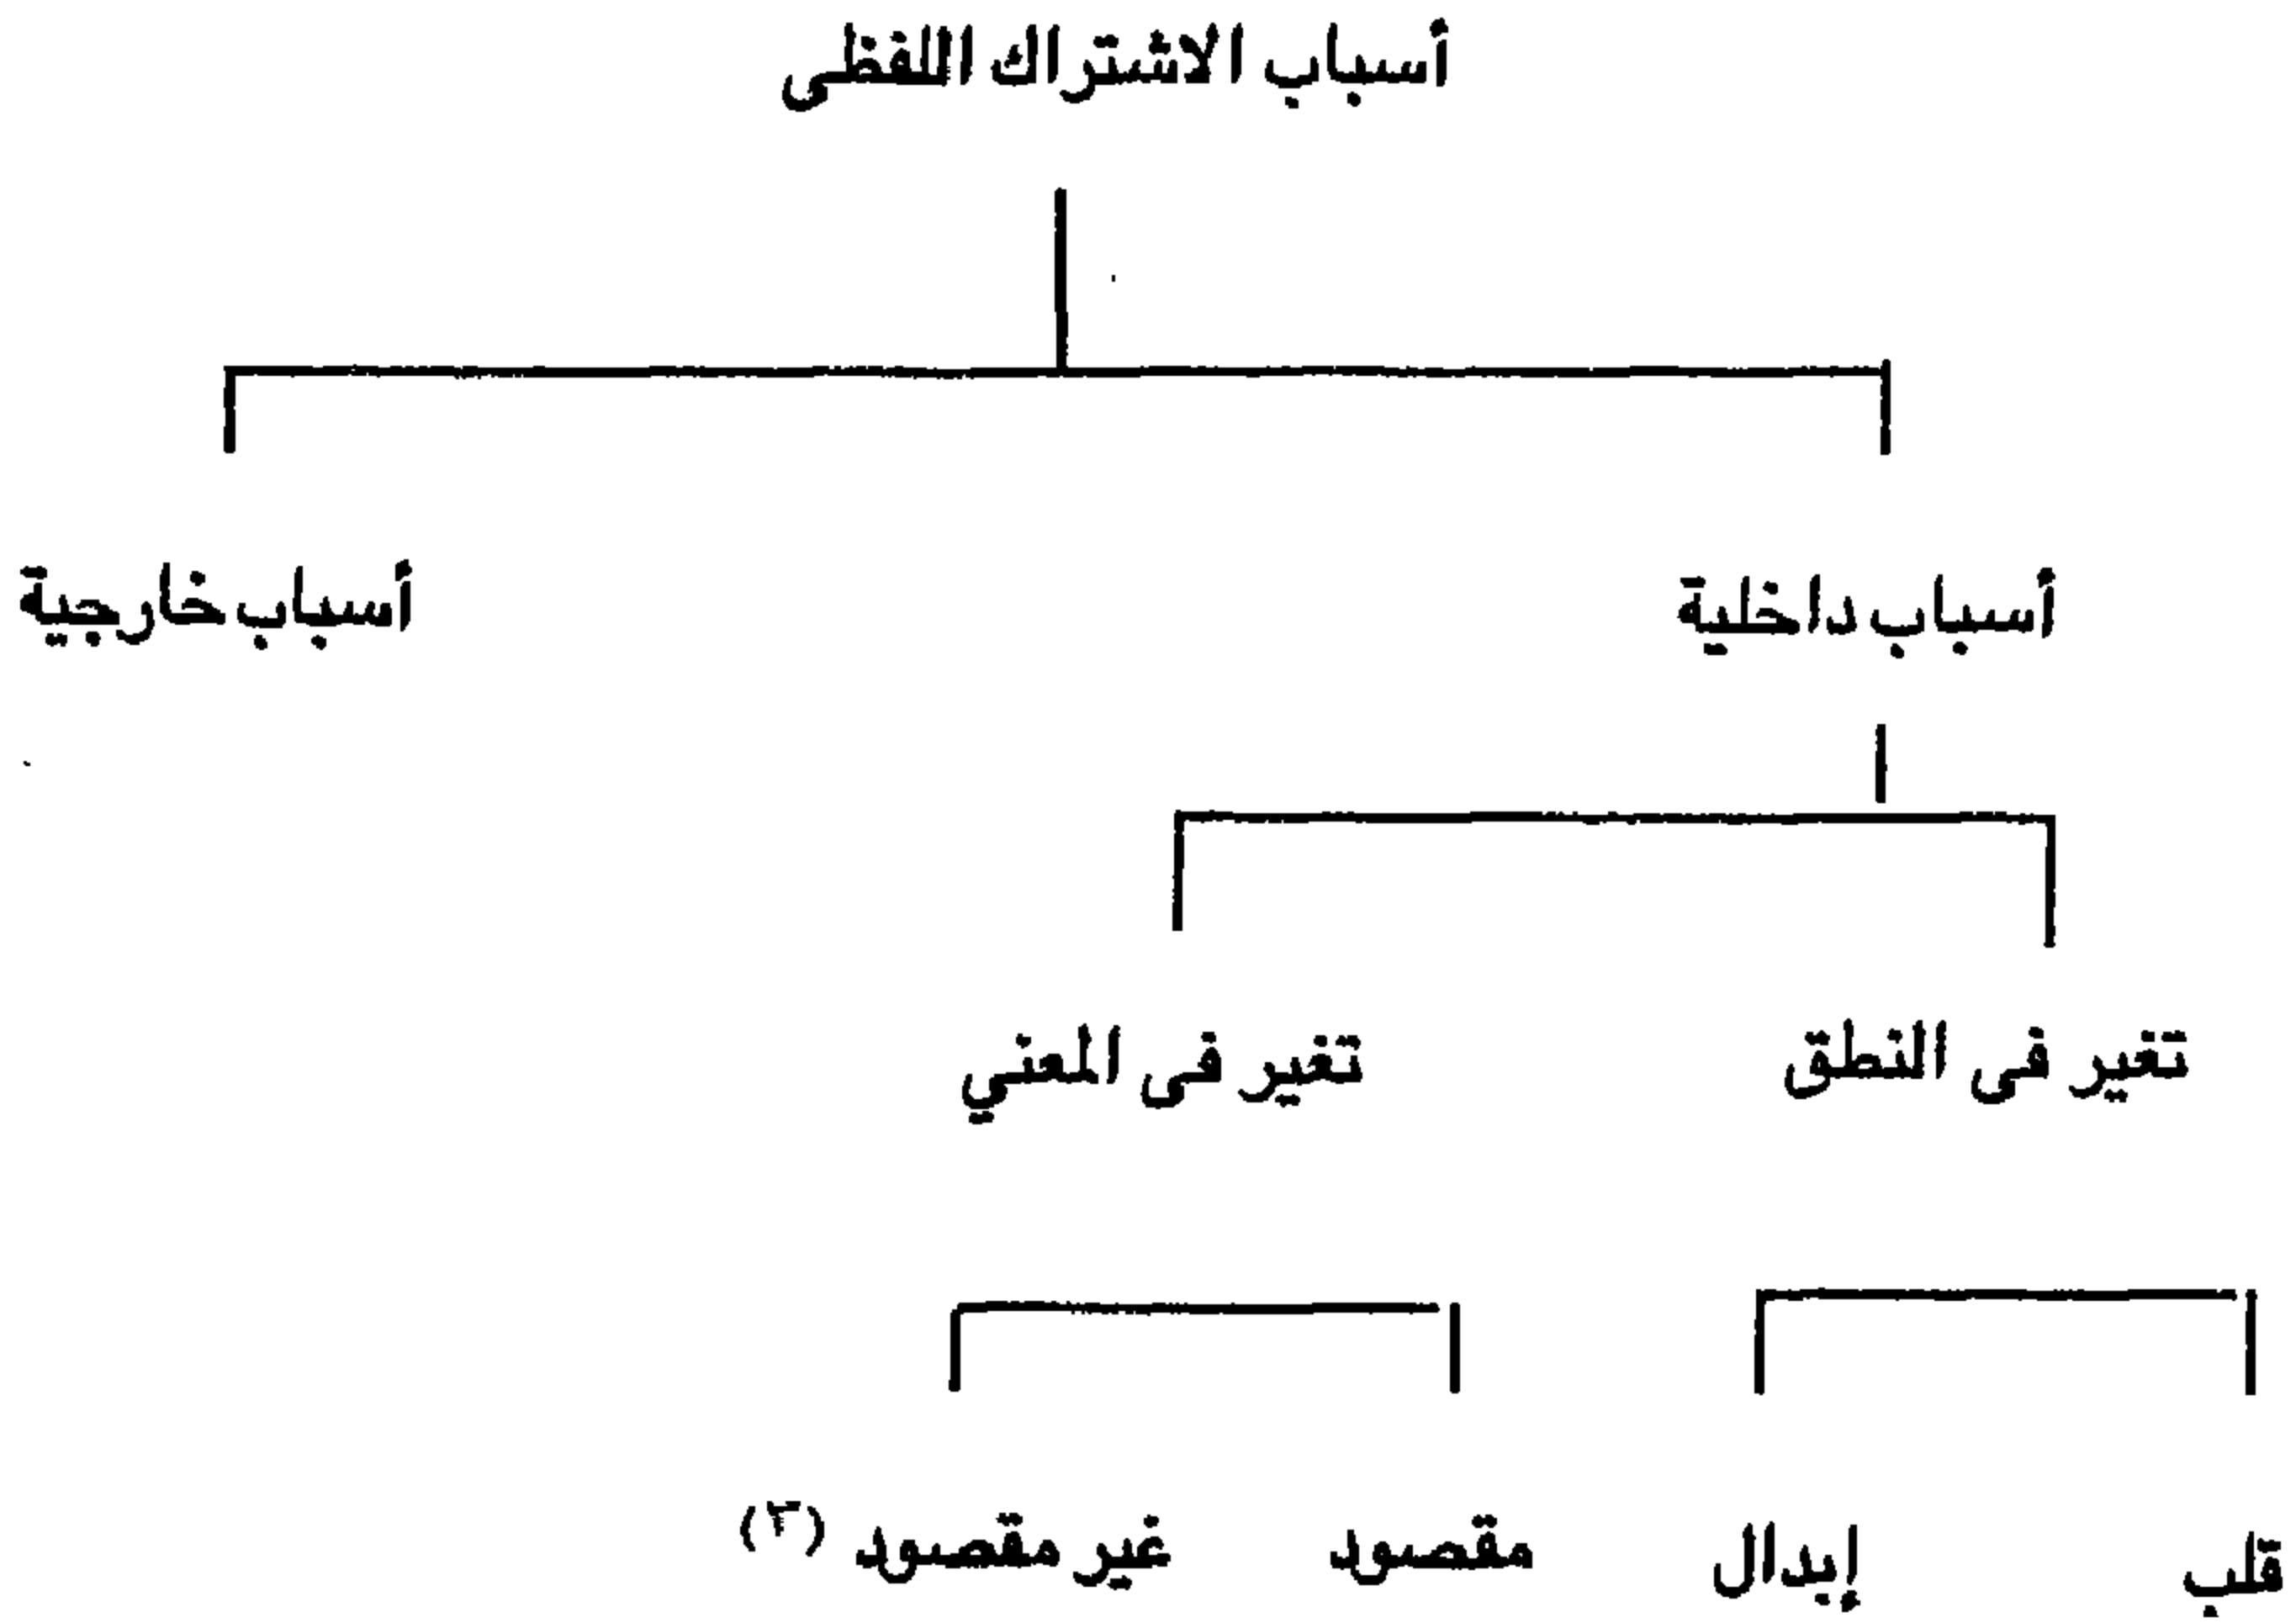 أسباب الاشتراك اللفظى
أسباب داخلية
أسباب خارجية
تغير فى النطق
تغير فى المعني
قلب
إبدال
مقصود
غير مقصود (٣)